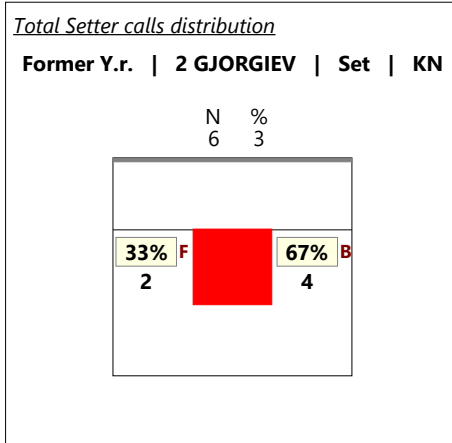 Total Setter calls distribution
Former Y.r. | 2 GJORGIEV | Set | KN
N %
6 3
33% F 67% B
2 4